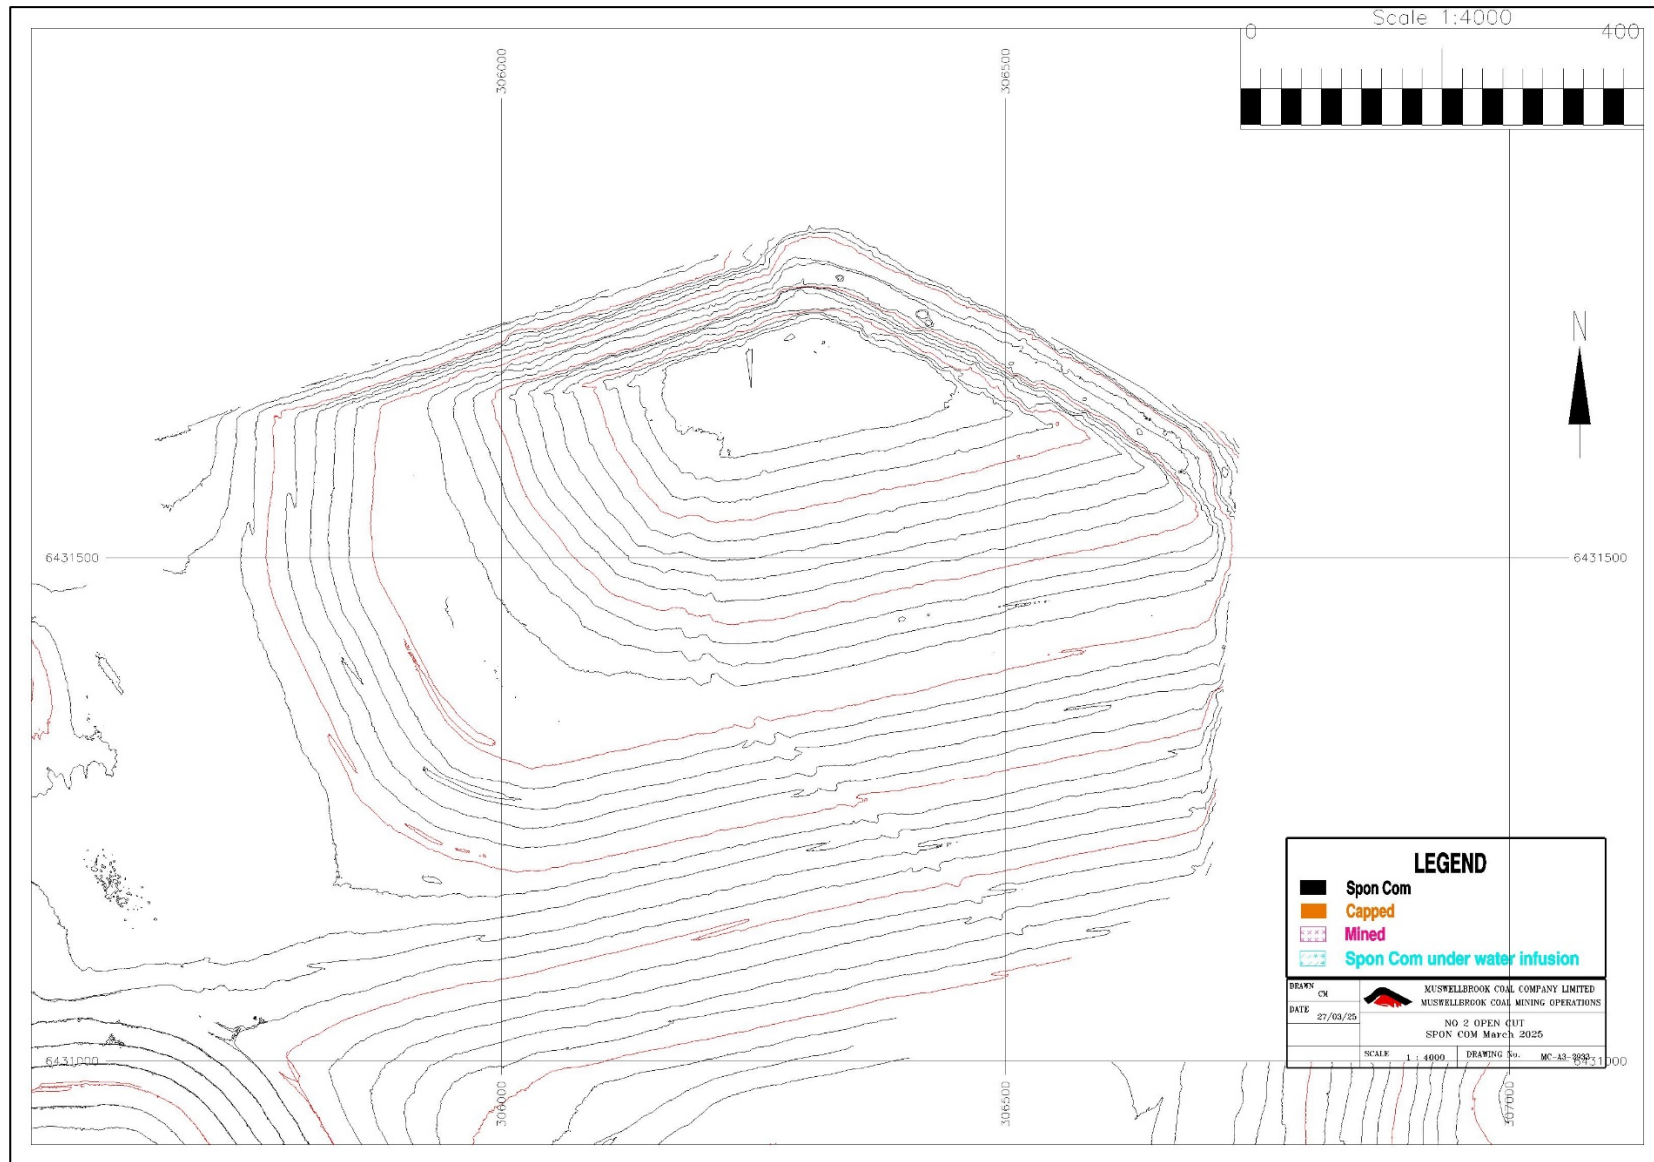 Scale 1:4000
0
400
306000
306500
6431500
6431500
N
LEGEND
Spon Com
Capped
Mined
Spon Com under water infusion
DRAWN
CM
DATE
27/03/25
MUSWELLBROOK COAL COMPANY LIMITED
MUSWELLBROOK COAL MINING OPERATIONS
NO 2 OPEN CUT
SPON COM March 2025
SCALE
1 : 4000
DRAWING No.
6431000
6431000
306000
306500
307000